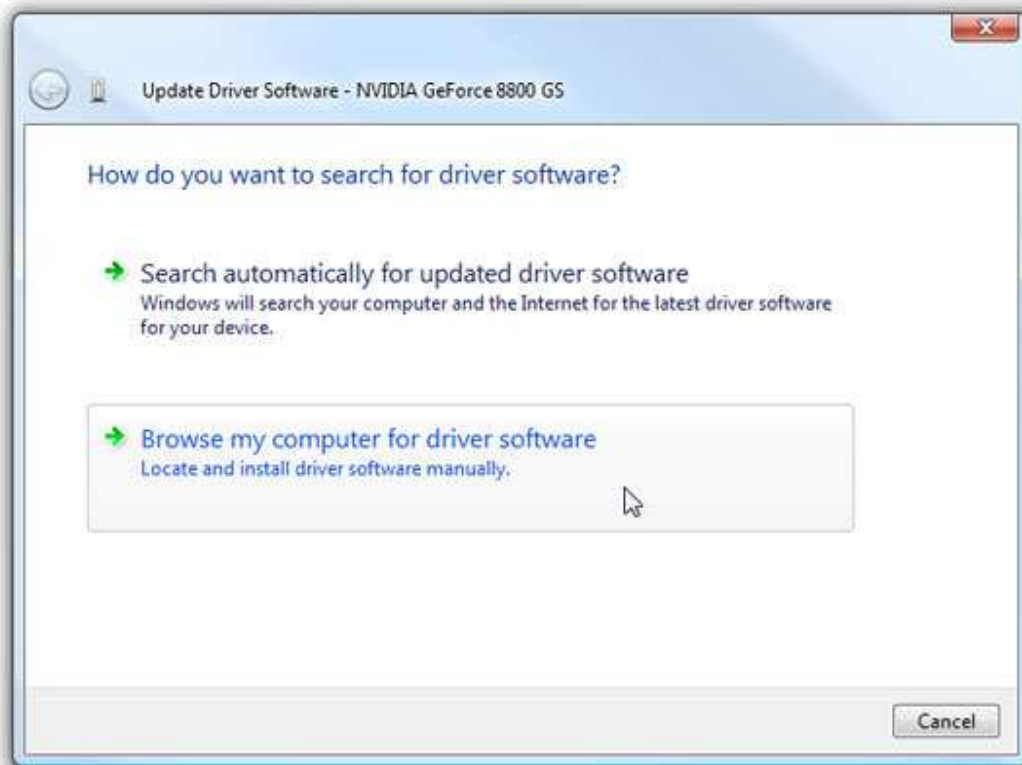 Update Driver Software - NVIDIA GeForce 8800 GS
How do you want to search for driver software?
Search automatically for updated driver software
Windows will search your computer and the Internet for the latest driver software
for your device.
Browse my computer for driver software
Locate and install driver software manually.
Cancel